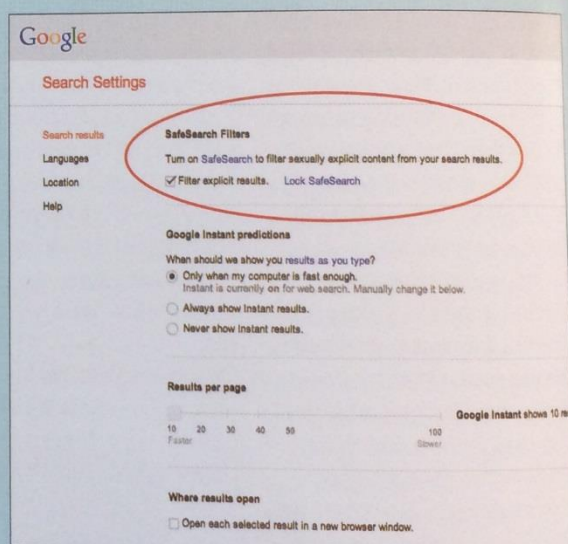 Google
Search Settings
Search results
Languages
Location
Help
SafeSearch Filters
Turn on SafeSearch to filter sexually explicit content from your search results.
Filter explicit results. Lock SafeSearch
Google Instant predictions
When should we show you results as you type?
Only when my computer is fast enough.
Instant is currently on for web search. Manually change it below.
Always show Instant results.
Never show Instant results.
Results per page
Google Instant shows 10
10 20 30 40 50 100
Faster Slower
Where results open
Open each selected result in a new browser window.